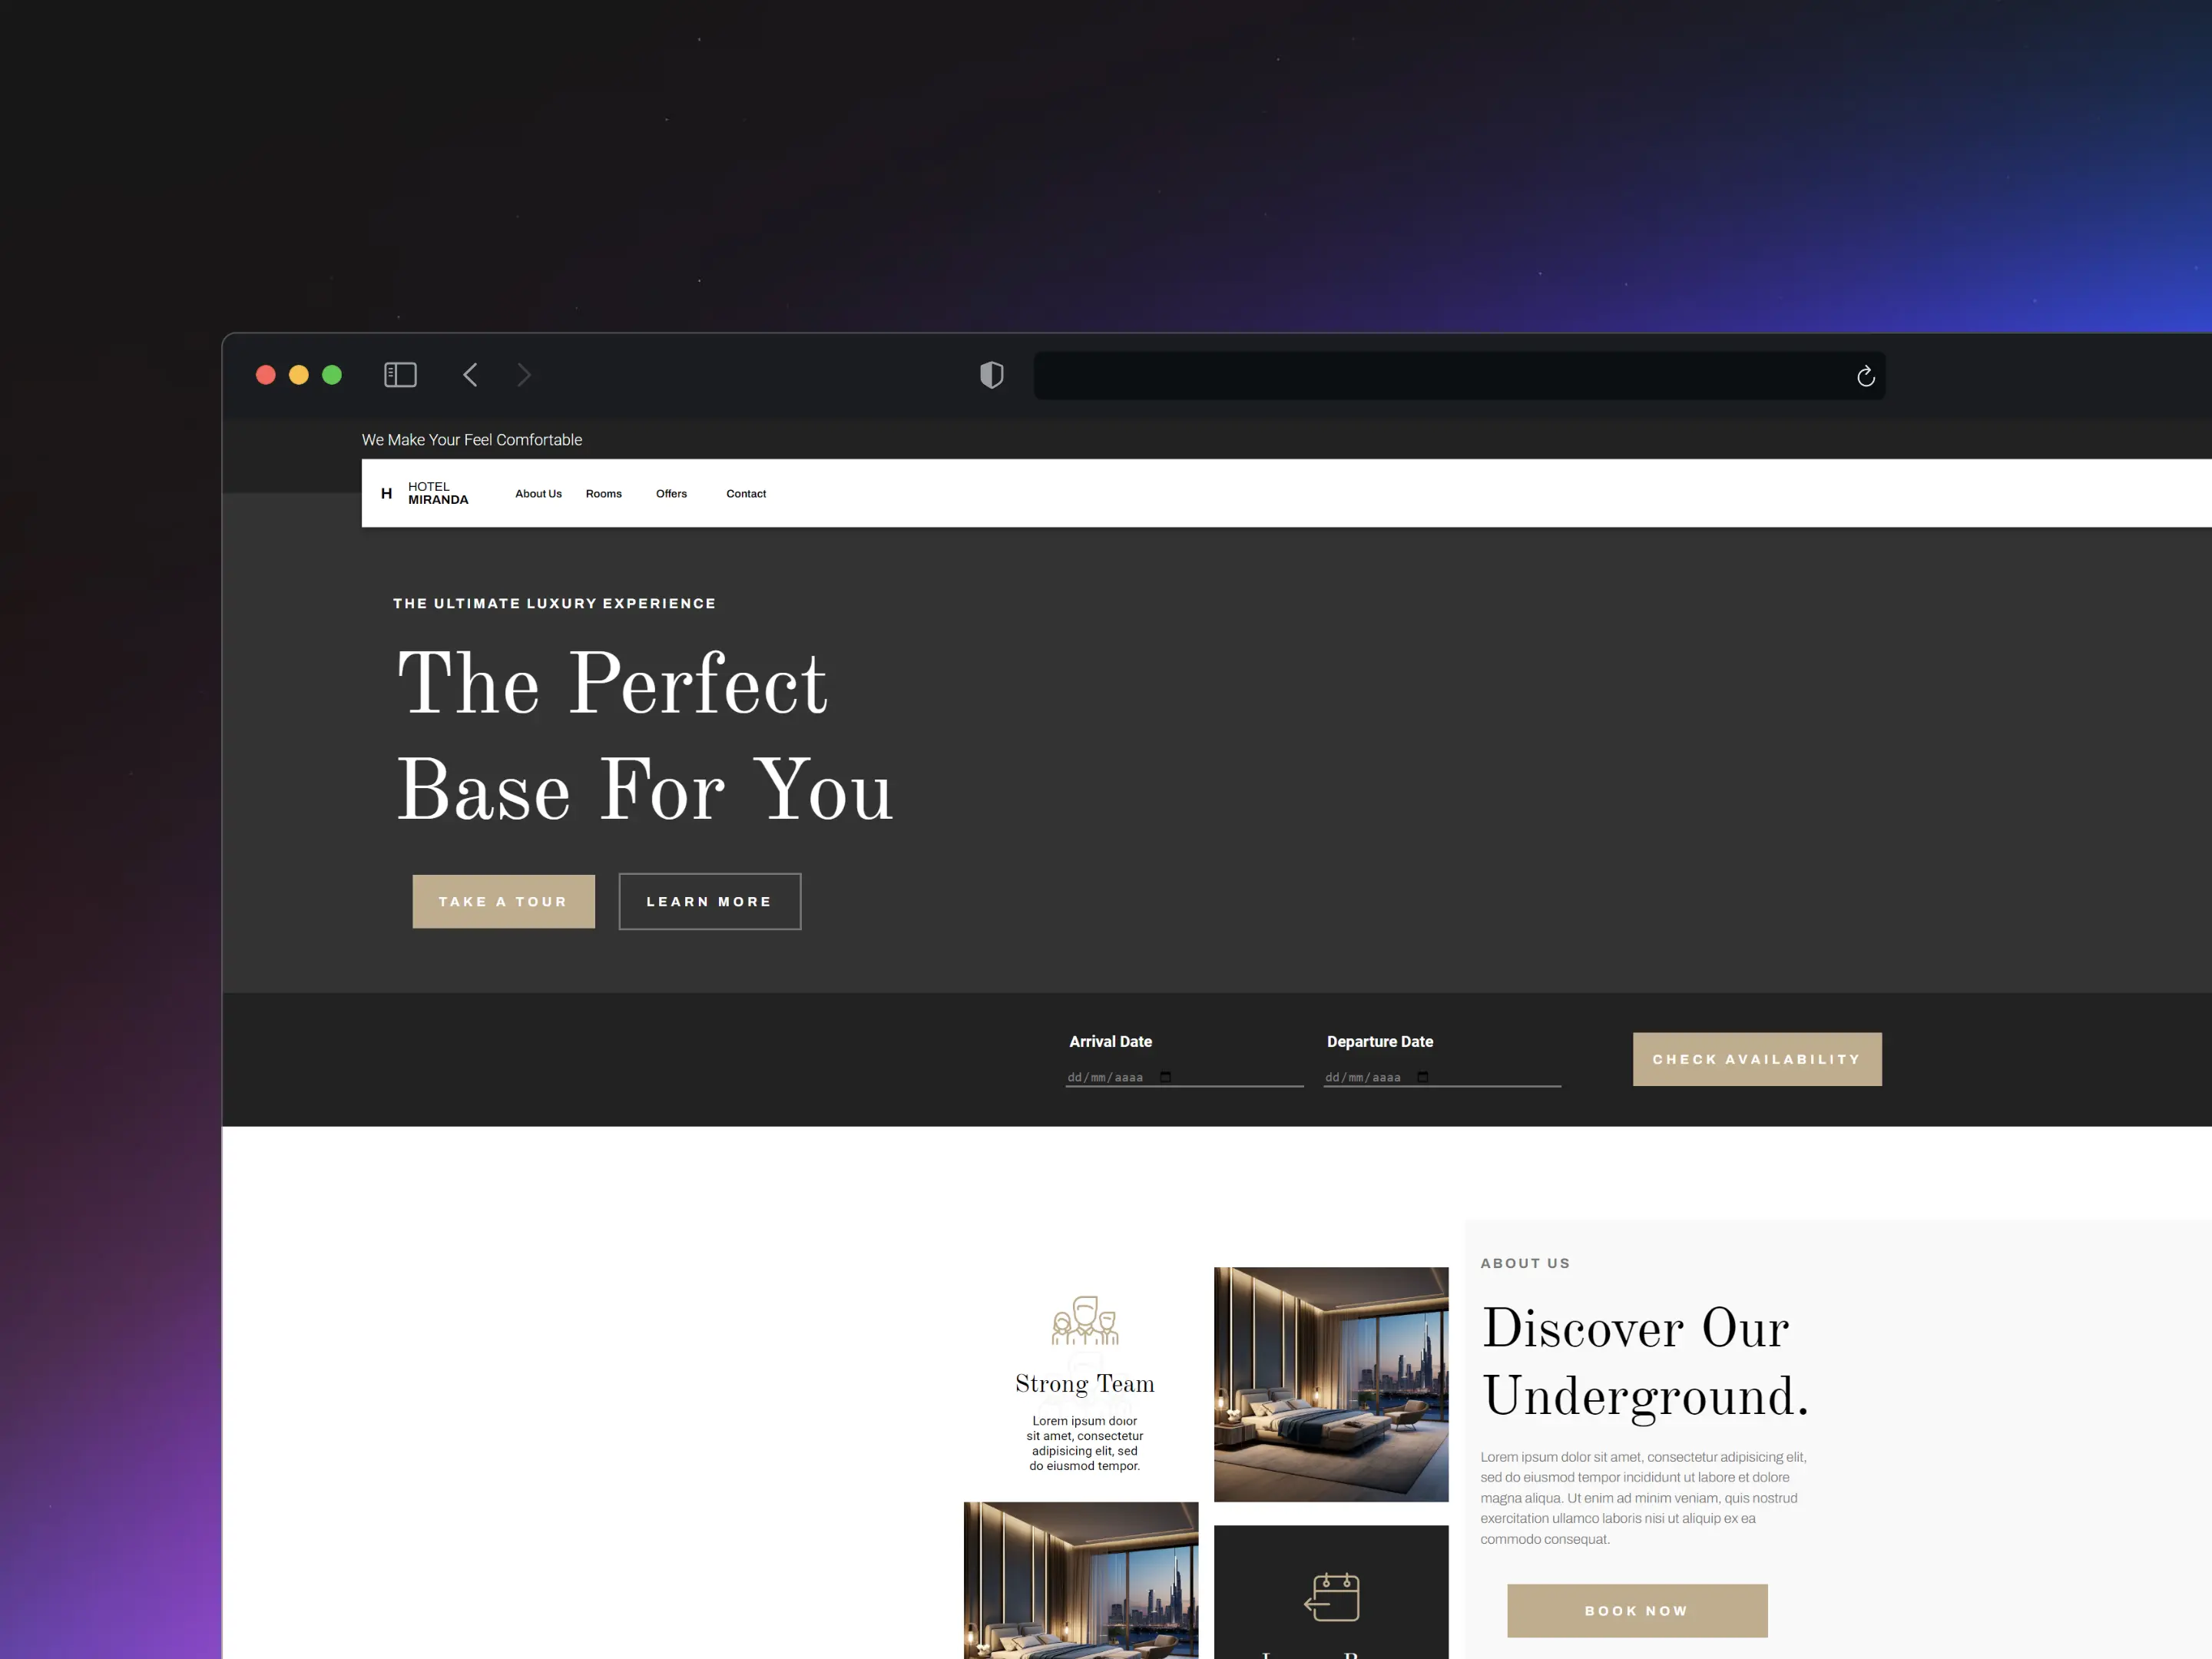 We Make Your Feel Comfortable
H
HOTEL
MIRANDA
About Us
Rooms
Offers
Contact
THE ULTIMATE LUXURY EXPERIENCE
The Perfect
Base For You
TAKE A TOUR
LEARN MORE
Arrival Date
Departure Date
dd/mm/aaaa
dd/mm/aaaa
CHECK AVAILABILITY
Strong Team
Lorem ipsum dolor
sit amet, consectetur
adipisicing elit, sed
do eiusmod tempor.
ABOUT US
Discover Our
Underground.
Lorem ipsum dolor sit amet, consectetur adipisicing elit,
sed do eiusmod tempor incididunt ut labore et dolore
magna aliqua. Ut enim ad minim veniam, quis nostrud
exercitation ullamco laboris nisi ut aliquip ex ea
commodo consequat.
BOOK NOW